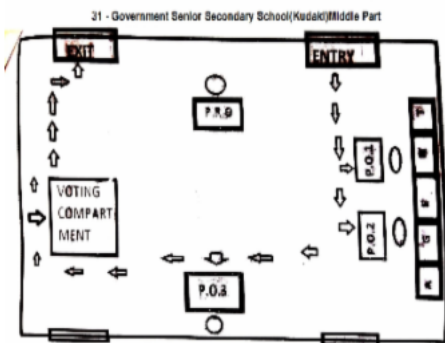 31 - Government Senior Secondary School(Kudaki)Middle Part
EXIT
ENTRY
P.R.O
P.O.1
VOTING
COMPART
MENT
P.O.2
P.O.3